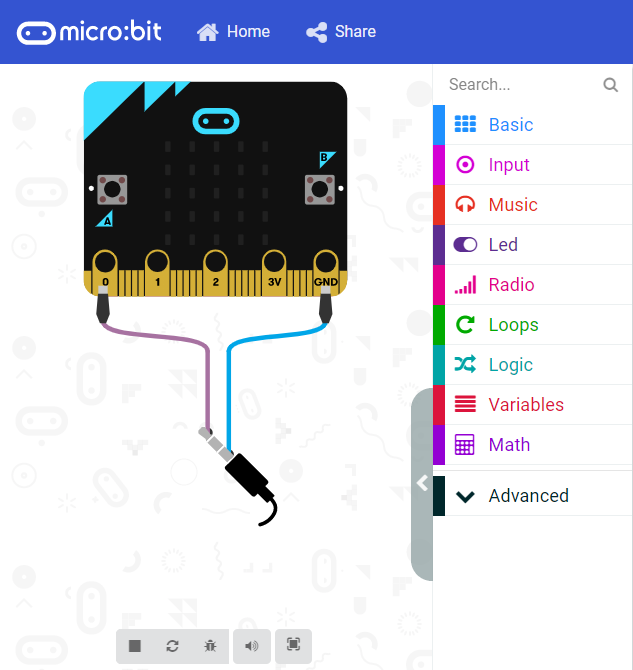 micro:bit Home Share
Search...
Basic
Input
Music
Led
Radio
Loops
Logic
Variables
Math
Advanced
B
A
0 1 2 3V GND